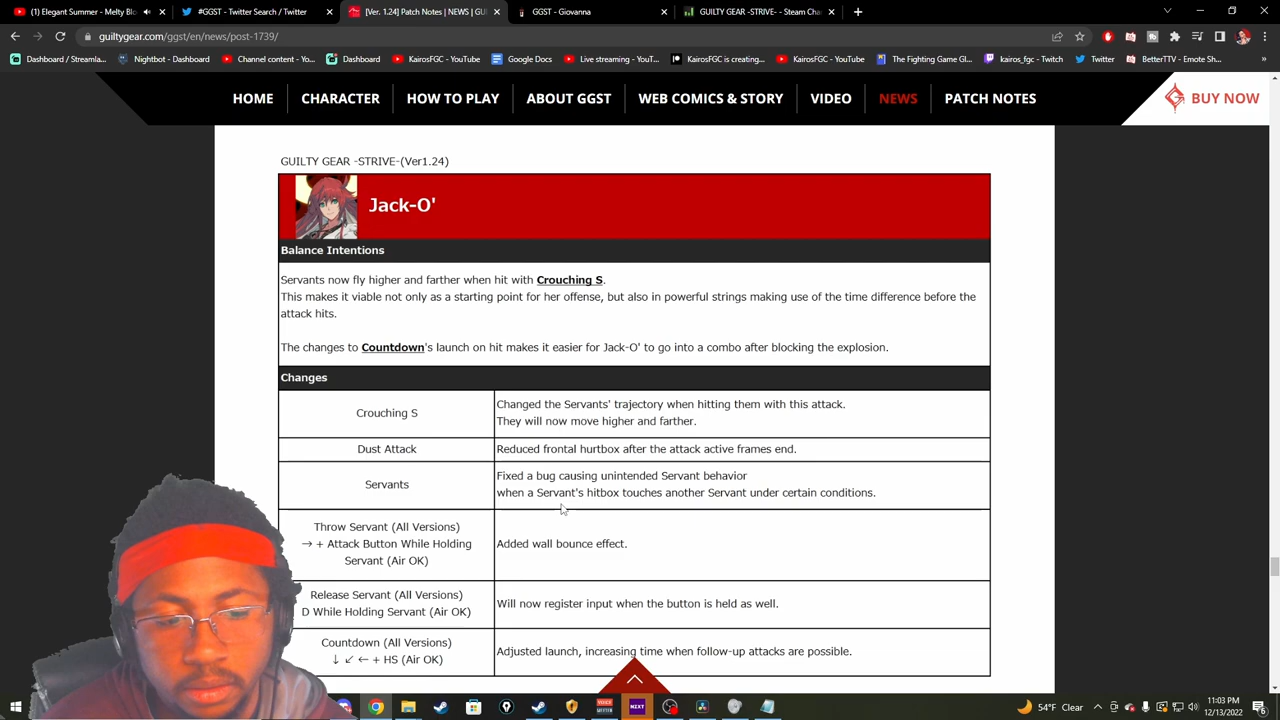 (1) Elegant Summer - Melty Blo
#GGST - Twitter Search / Twitter
[Ver. 1.24] Patch Notes | NEWS | GUI
GGST - Giovanna
GUILTY GEAR -STRIVE- - Steam Cha
guiltygear.com/ggst/en/news/post-1739/
Dashboard / Streamla...
Nightbot - Dashboard
Channel content - Yo...
Dashboard
KairosFGC - YouTube
Google Docs
Live streaming - YouT...
KairosFGC is creating...
KairosFGC - YouTube
The Fighting Game Gl...
kairos_fgc - Twitch
Twitter
BetterTTV - Emote Sh...
HOME
CHARACTER
HOW TO PLAY
ABOUT GGST
WEB COMICS & STORY
VIDEO
NEWS
PATCH NOTES
BUY NOW
GUILTY GEAR -STRIVE-(Ver1.24)
Jack-O'
Balance Intentions
Servants now fly higher and farther when hit with Crouching S.
This makes it viable not only as a starting point for her offense, but also in powerful strings making use of the time difference before the
attack hits.
The changes to Countdown's launch on hit makes it easier for Jack-O' to go into a combo after blocking the explosion.
Changes
Crouching S
Changed the Servants' trajectory when hitting them with this attack.
They will now move higher and farther.
Dust Attack
Reduced frontal hurtbox after the attack active frames end.
Servants
Fixed a bug causing unintended Servant behavior
when a Servant's hitbox touches another Servant under certain conditions.
Throw Servant (All Versions)
→ + Attack Button While Holding
Servant (Air OK)
Added wall bounce effect.
Release Servant (All Versions)
D While Holding Servant (Air OK)
Will now register input when the button is held as well.
Countdown (All Versions)
↓ ↙ ← + HS (Air OK)
Adjusted launch, increasing time when follow-up attacks are possible.
NZXT
54°F Clear
11:03 PM
12/13/2022